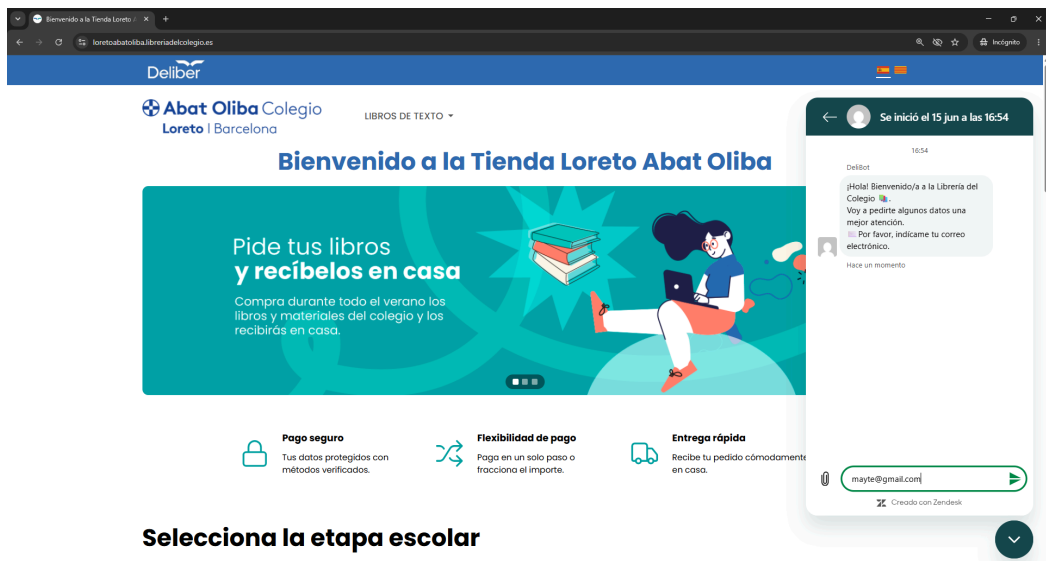 Bienvenido a la Tienda Loreto A
loretoabatoliba.libreriadelcolegio.es
Incógnito
Deliber
Abat Oliba Colegio
Loreto | Barcelona
LIBROS DE TEXTO
Bienvenido a la Tienda Loreto Abat Oliba
Pide tus libros
y recíbelos en casa
Compra durante todo el verano los
libros y materiales del colegio y los
recibirás en casa.
Pago seguro
Tus datos protegidos con
métodos verificados.
Flexibilidad de pago
Paga en un solo paso o
fracciona el importe.
Entrega rápida
Recibe tu pedido cómodamente
en casa.
Selecciona la etapa escolar
Se inició el 15 jun a las 16:54
16:54
DeliBot
¡Hola! Bienvenido/a a la Librería del
Colegio 📚.
Voy a pedirte algunos datos una
mejor atención.
📧 Por favor, indícame tu correo
electrónico.
Hace un momento
mayte@gmail.com
Creado con Zendesk